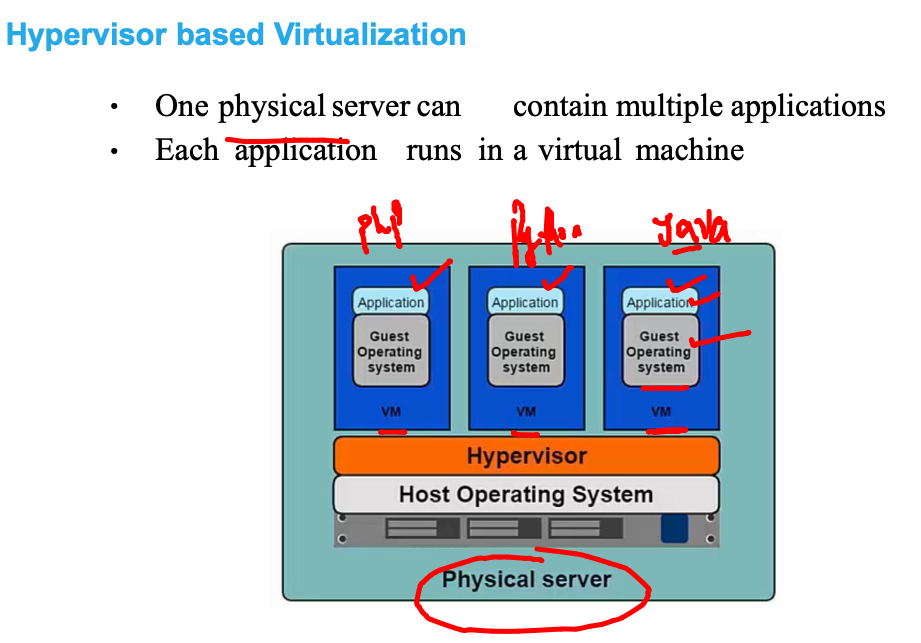 Hypervisor based Virtualization
• One physical server can contain multiple applications
• Each application runs in a virtual machine
php Java
Application Application Application
Guest Guest Guest
Operating Operating Operating
system system system
VM VM VM
Hypervisor
Host Operating System
Physical server